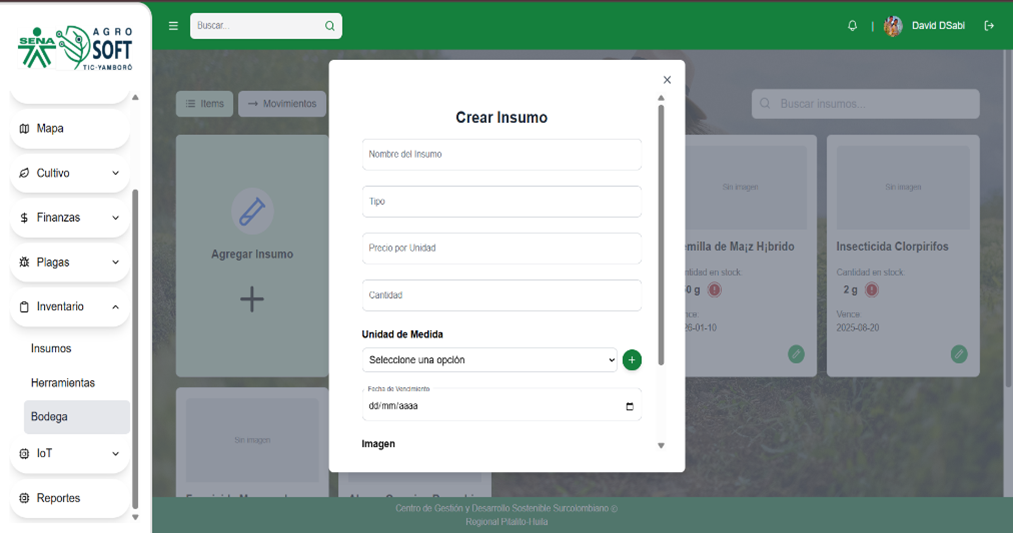 SENA
AGRO
SOFT
TIC-YAMBORÓ
Buscar...
David DSabi
Mapa
Cultivo
Finanzas
Plagas
Inventario
Insumos
Herramientas
Bodega
IoT
Reportes
Items
Movimientos
Buscar insumos...
Agregar Insumo
Crear Insumo
Nombre del Insumo
Tipo
Precio por Unidad
Cantidad
Unidad de Medida
Seleccione una opción
Fecha de Vencimiento
dd/mm/aaaa
Imagen
Sin imagen
emilla de Ma¡z H¡brido
ntidad en stock
0 g
nce
26-01-10
Sin imagen
Insecticida Clorpirifos
Cantidad en stock
2 g
Vence
2025-08-20
Sin imagen
Centro de Gestión y Desarrollo Sostenible Surcolombiano ©
Regional Pitalito-Huila